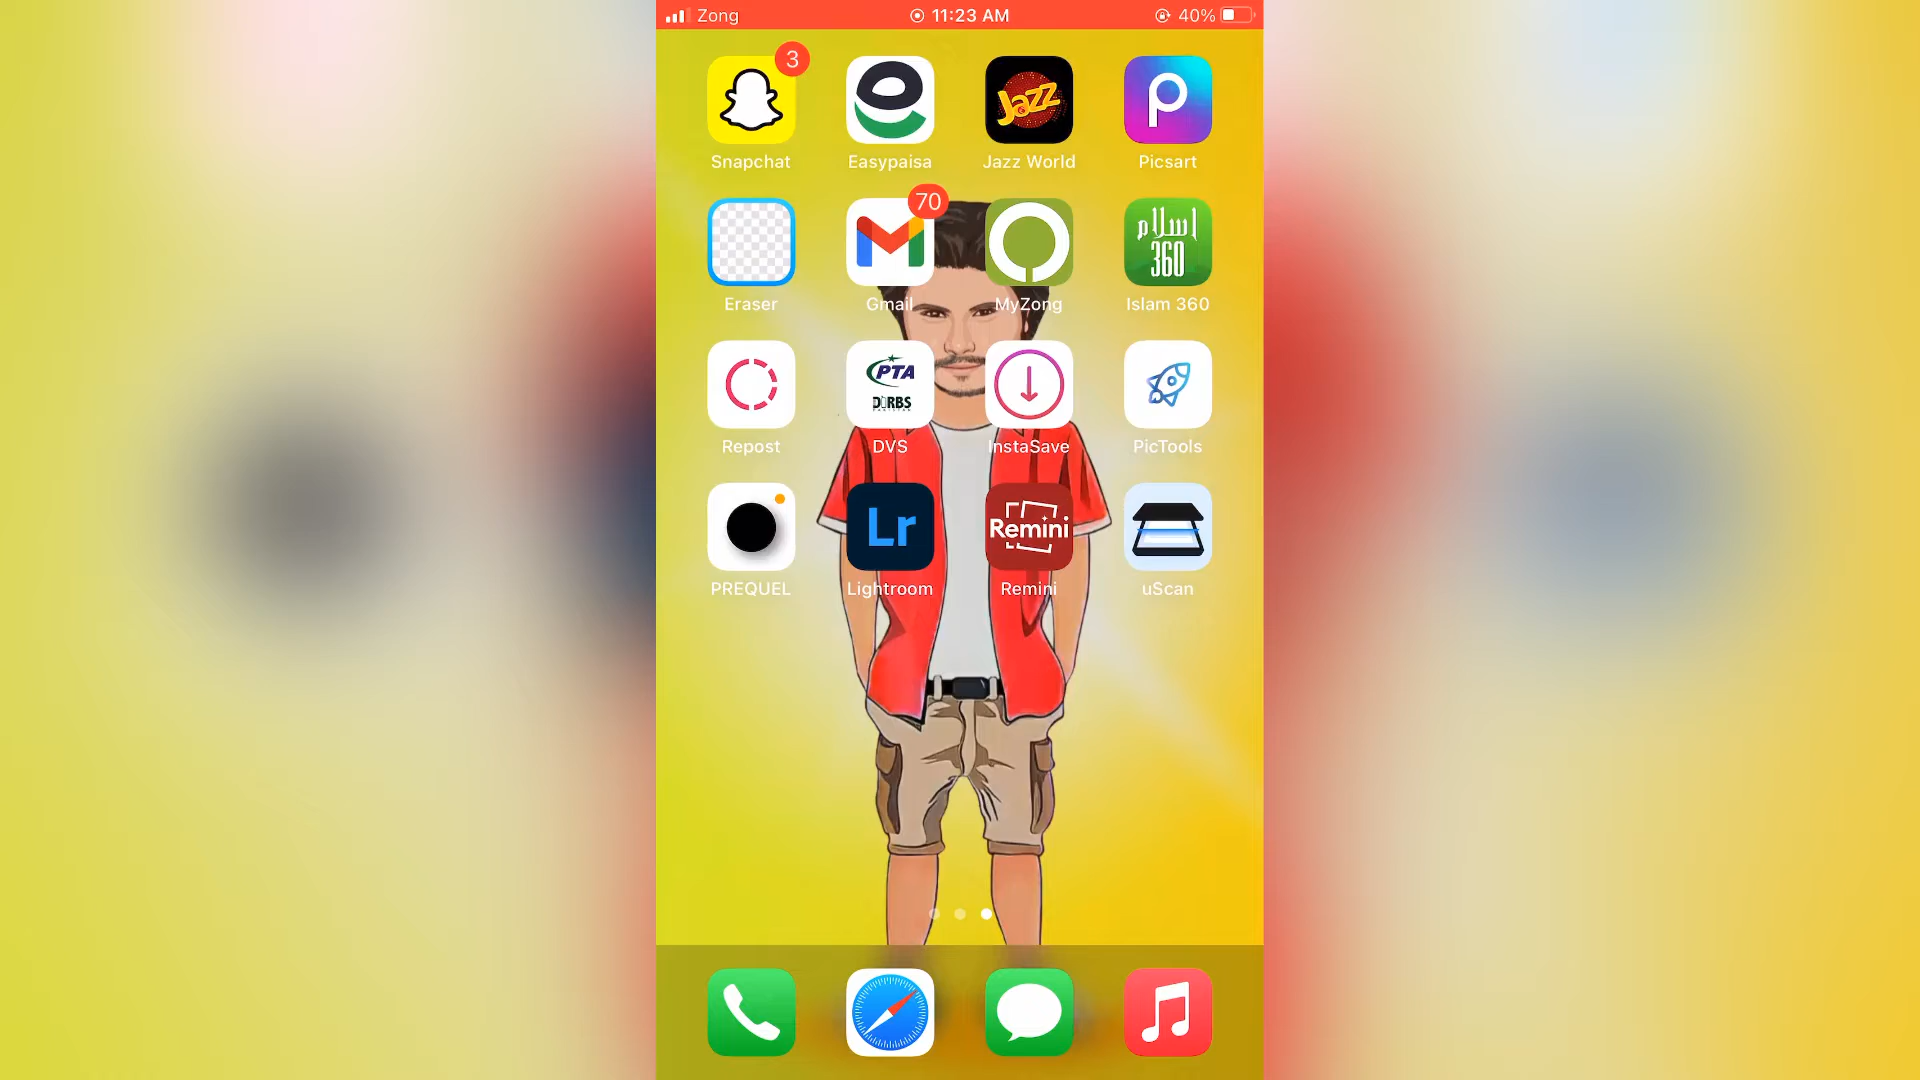 Zong 11:23 AM 40%
3
Jazz
Snapchat Easypaisa Jazz World Picsart
70
اسلام
360
Eraser Gmail MyZong Islam 360
PTA
DIRBS
PAKISTAN
Repost DVS InstaSave PicTools
Lr Remini
PREQUEL Lightroom Remini uScan